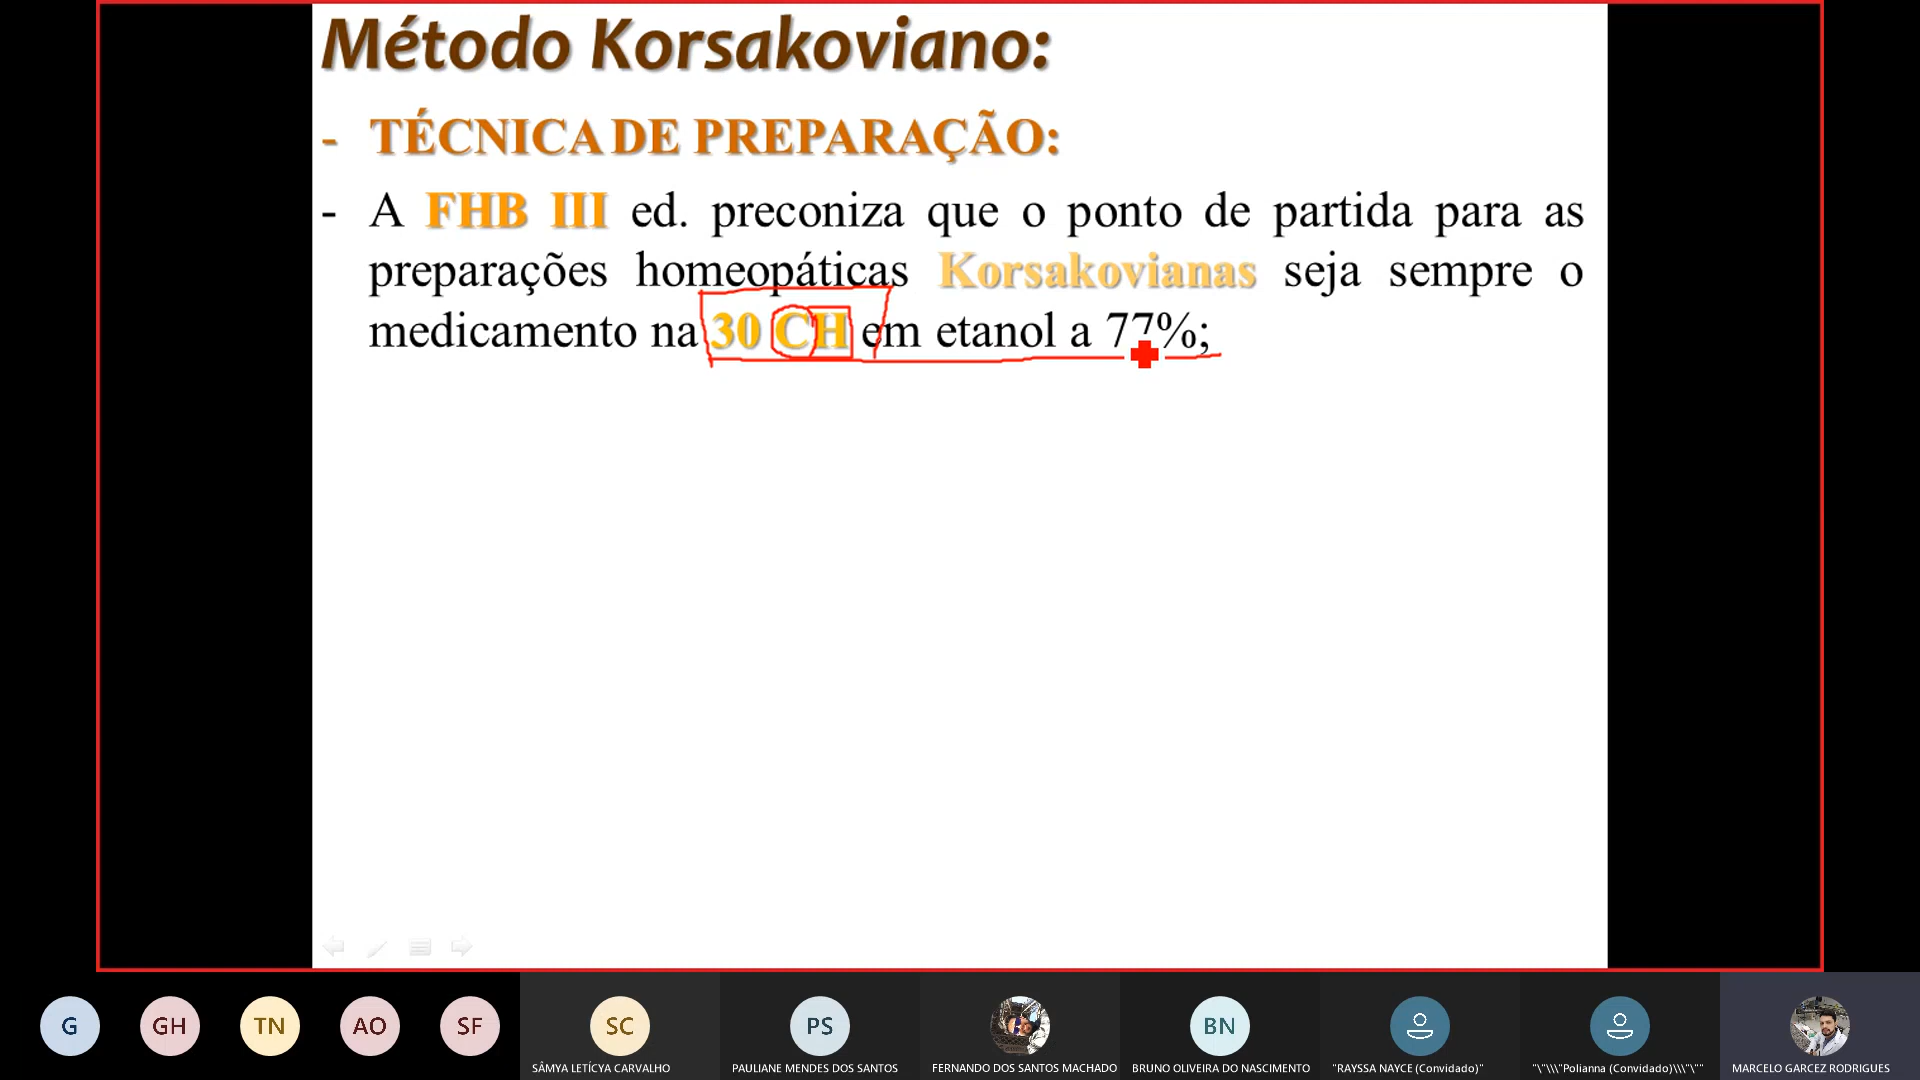 Método Korsakoviano:
- TÉCNICA DE PREPARAÇÃO:
- A FHB III ed. preconiza que o ponto de partida para as
preparações homeopáticas Korsakovianas seja sempre o
medicamento na 30 CH em etanol a 77%;
G
GH
TN
AO
SF
SC
PS
BN
SÂMYA LETÍCYA CARVALHO
PAULIANE MENDES DOS SANTOS
FERNANDO DOS SANTOS MACHADO
BRUNO OLIVEIRA DO NASCIMENTO
"RAYSSA NAYCE (Convidado)"
"\"\\\"Polianna (Convidado)\\\"\""
MARCELO GARCEZ RODRIGUES